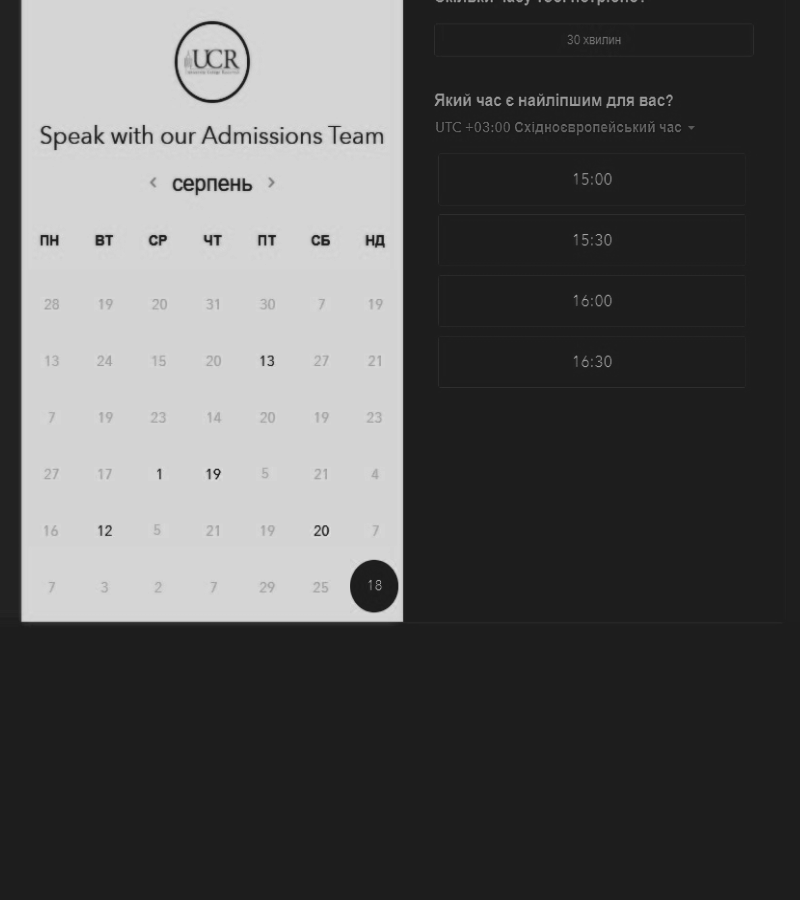 UCR
Speak with our Admissions Team
серпень
ПН ВТ СР ЧТ ПТ СБ НД
28 19 20 31 30 7 19
13 24 15 20 13 27 21
7 19 23 14 20 19 23
27 17 1 19 5 21 4
16 12 5 21 19 20 7
7 3 2 7 29 25 18
Скільки часу тобі потрібно?
30 хвилин
Який час є найліпшим для вас?
UTC +03:00 Східноєвропейський час
15:00
15:30
16:00
16:30